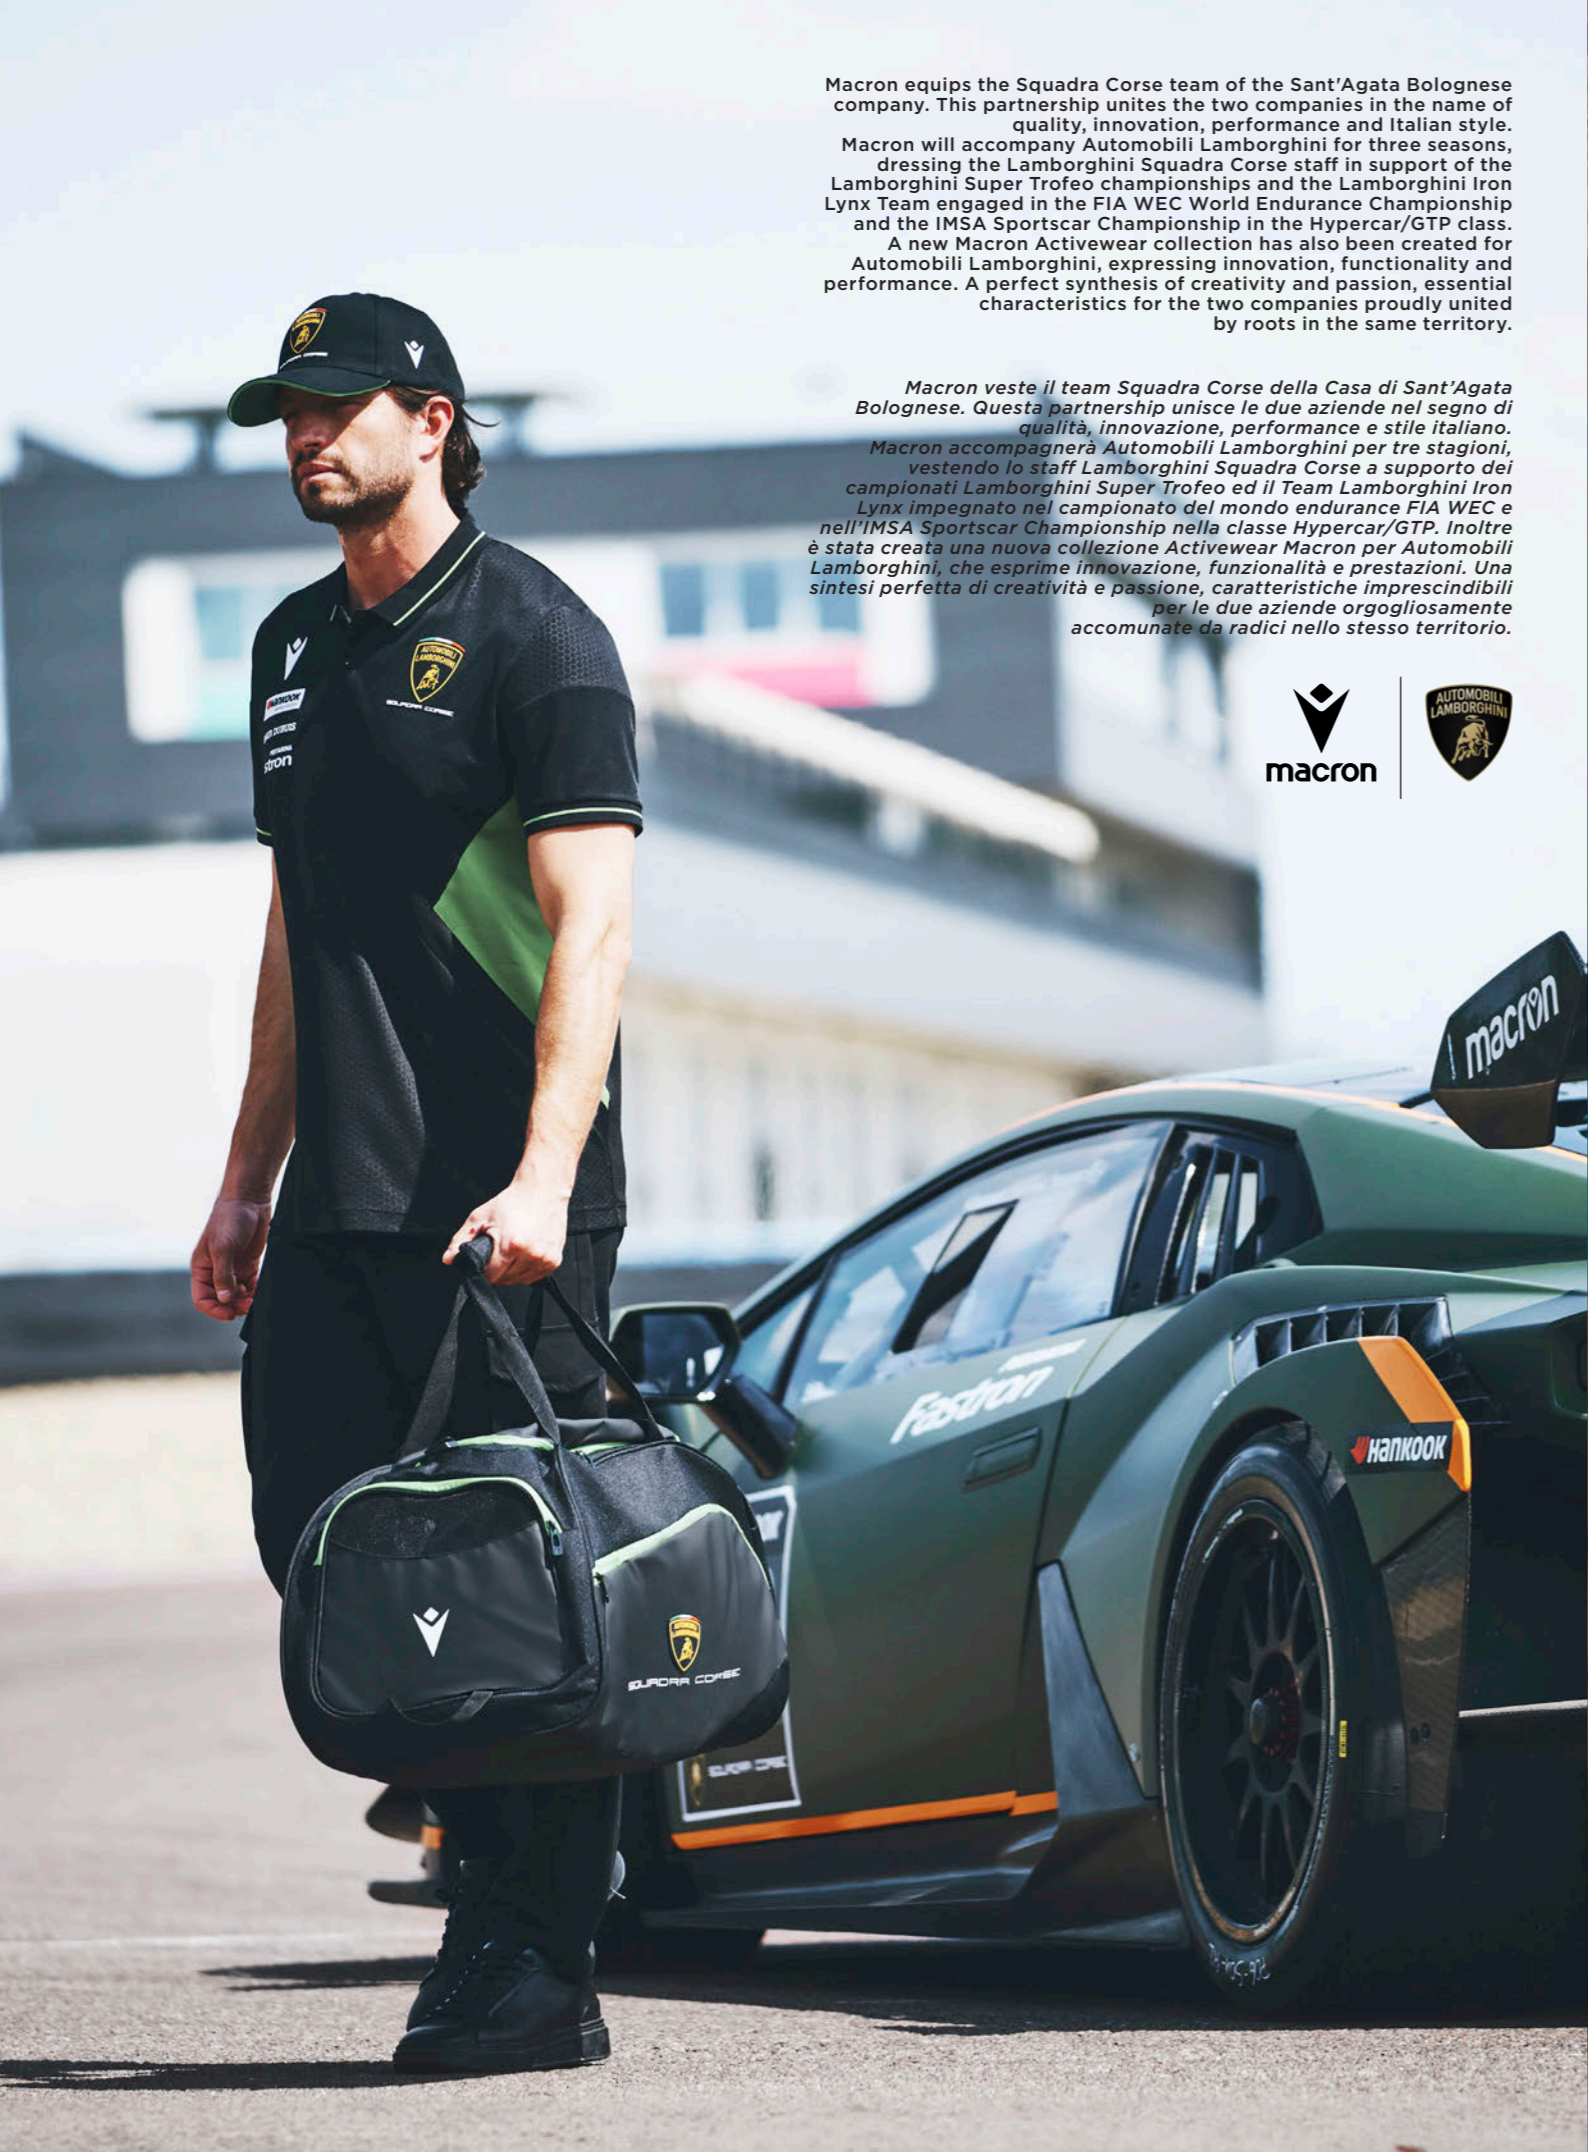 Macron equips the Squadra Corse team of the Sant'Agata Bolognese
company. This partnership unites the two companies in the name of
quality, innovation, performance and Italian style.
Macron will accompany Automobili Lamborghini for three seasons,
dressing the Lamborghini Squadra Corse staff in support of the
Lamborghini Super Trofeo championships and the Lamborghini Iron
Lynx Team engaged in the FIA WEC World Endurance Championship
and the IMSA Sportscar Championship in the Hypercar/GTP class.
A new Macron Activewear collection has also been created for
Automobili Lamborghini, expressing innovation, functionality and
performance. A perfect synthesis of creativity and passion, essential
characteristics for the two companies proudly united
by roots in the same territory.
Macron veste il team Squadra Corse della Casa di Sant'Agata
Bolognese. Questa partnership unisce le due aziende nel segno di
qualità, innovazione, performance e stile italiano.
Macron accompagnerà Automobili Lamborghini per tre stagioni,
vestendo lo staff Lamborghini Squadra Corse a supporto dei
campionati Lamborghini Super Trofeo ed il Team Lamborghini Iron
Lynx impegnato nel campionato del mondo endurance FIA WEC e
nell'IMSA Sportscar Championship nella classe Hypercar/GTP. Inoltre
è stata creata una nuova collezione Activewear Macron per Automobili
Lamborghini, che esprime innovazione, funzionalità e prestazioni. Una
sintesi perfetta di creatività e passione, caratteristiche imprescindibili
per le due aziende orgogliosamente
accomunate da radici nello stesso territorio.
macron
AUTOMOBILI
LAMBORGHINI
AUTOMOBILI
LAMBORGHINI
SQUADRA CORSE
HANKOOK
stron
macron
Fastron
HANKOOK
AUTOMOBILI
LAMBORGHINI
SQUADRA CORSE